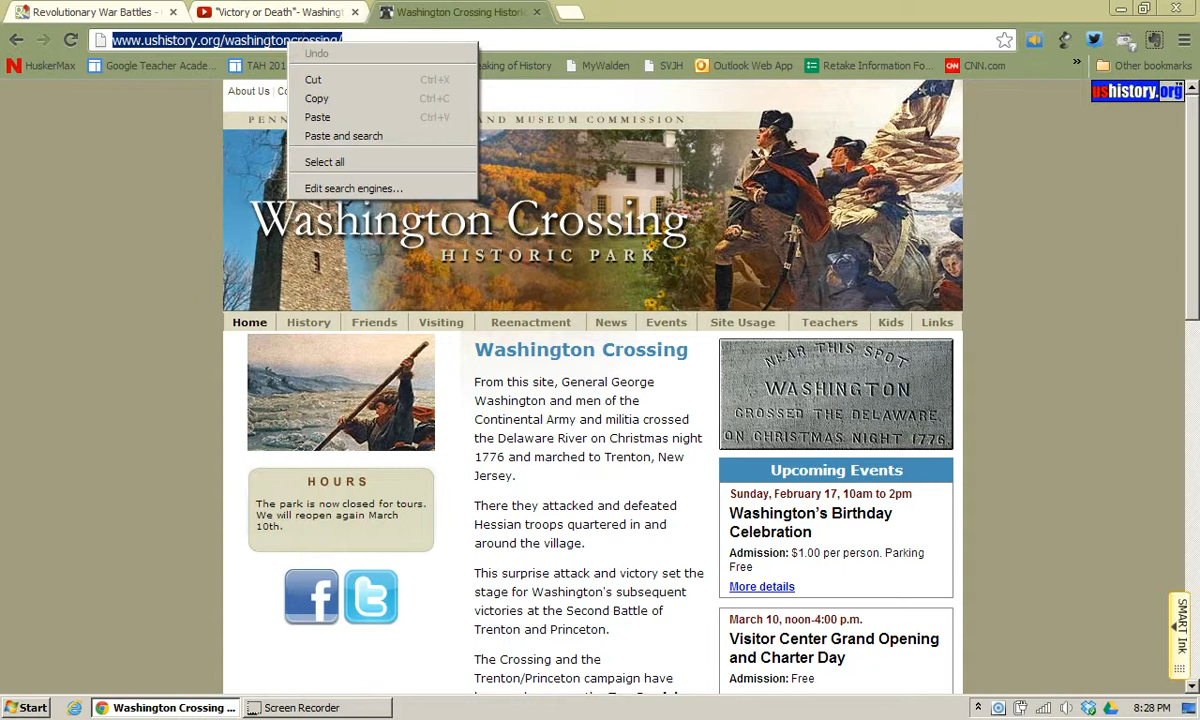 Revolutionary War Battles -
"Victory or Death"- Washing
Washington Crossing Histori
www.ushistory.org/washingtoncrossing/
HuskerMax
Google Teacher Acade...
TAH 201
aking of History
MyWalden
SVJH
Outlook Web App
Retake Information Fo...
CNN
CNN.com
»
Other bookmarks
Undo
Cut Ctrl+X
Copy Ctrl+C
Paste Ctrl+V
Paste and search
Select all
Edit search engines...
About Us | Co
ushistory.org
PENN
AND MUSEUM COMMISSION
Washington Crossing
HISTORIC PARK
Home
History
Friends
Visiting
Reenactment
News
Events
Site Usage
Teachers
Kids
Links
HOURS
The park is now closed for tours.
We will reopen again March
10th.
Washington Crossing
From this site, General George
Washington and men of the
Continental Army and militia crossed
the Delaware River on Christmas night
1776 and marched to Trenton, New
Jersey.
There they attacked and defeated
Hessian troops quartered in and
around the village.
This surprise attack and victory set the
stage for Washington's subsequent
victories at the Second Battle of
Trenton and Princeton.
The Crossing and the
Trenton/Princeton campaign have
NEAR THIS SPOT
WASHINGTON
CROSSED THE DELAWARE
ON CHRISTMAS NIGHT 1776.
Upcoming Events
Sunday, February 17, 10am to 2pm
Washington's Birthday
Celebration
Admission: $1.00 per person. Parking
Free
More details
March 10, noon-4:00 p.m.
Visitor Center Grand Opening
and Charter Day
Admission: Free
SMART Ink
Start
Washington Crossing ...
Screen Recorder
8:28 PM